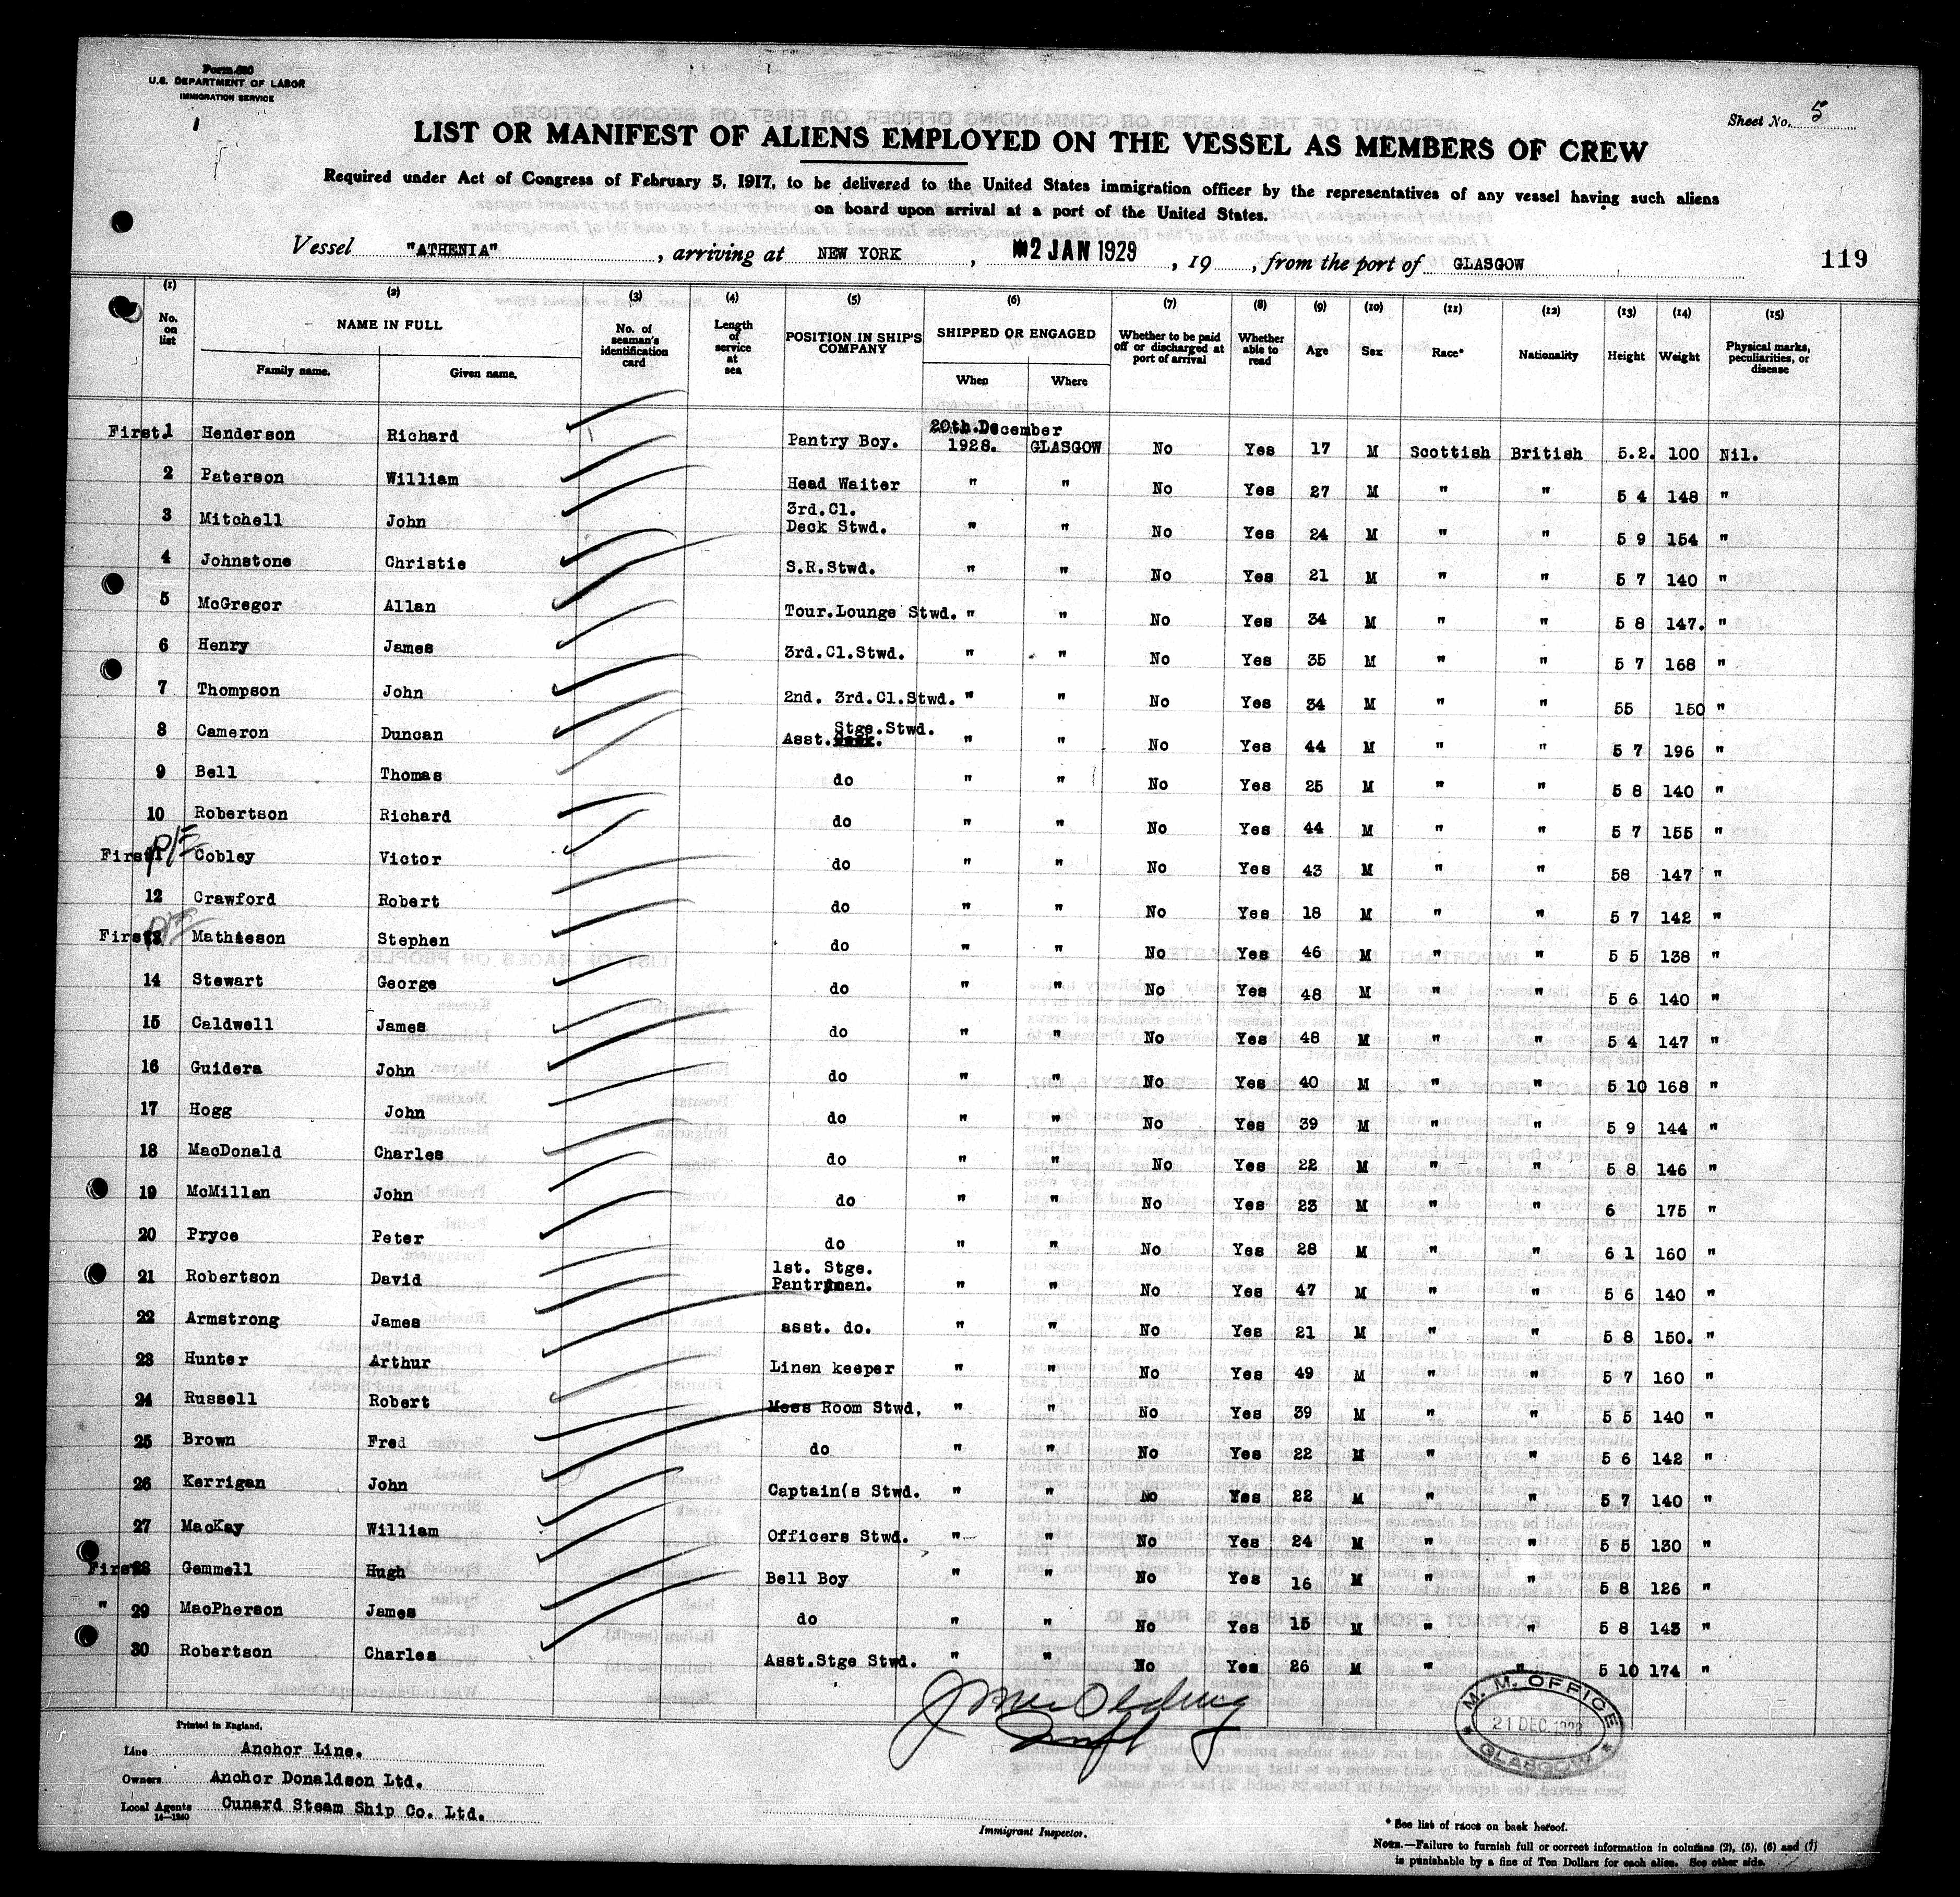 Form 680
U.S. DEPARTMENT OF LABOR
IMMIGRATION SERVICE
Sheet No. 5
LIST OR MANIFEST OF ALIENS EMPLOYED ON THE VESSEL AS MEMBERS OF CREW
Required under Act of Congress of February 5, 1917, to be delivered to the United States immigration officer by the representatives of any vessel having such aliens
on board upon arrival at a port of the United States.
Vessel "ATHENIA", arriving at NEW YORK, 2 JAN 1929, 19, from the port of GLASGOW
119
(1) (2) (3) (4) (5) (6) (7) (8) (9) (10) (11) (12) (13) (14) (15)
No. on list NAME IN FULL Family name. Given name. No. of seaman's identification card Length of service at sea POSITION IN SHIP'S COMPANY SHIPPED OR ENGAGED When Where Whether to be paid off or discharged at port of arrival Whether able to read Age Sex Race* Nationality Height Weight Physical marks, peculiarities, or disease
First. 1 Henderson Richard Pantry Boy. 20th.December 1928. GLASGOW No Yes 17 M Scottish British 5.2. 100 Nil.
2 Paterson William Head Waiter " " No Yes 27 M " " 5 4 148 "
3 Mitchell John 3rd.Cl. Deck Stwd. " " No Yes 24 M " " 5 9 154 "
4 Johnstone Christie S.R.Stwd. " " No Yes 21 M " " 5 7 140 "
5 McGregor Allan Tour.Lounge Stwd. " " No Yes 34 M " " 5 8 147. "
6 Henry James 3rd.Cl.Stwd. " " No Yes 35 M " " 5 7 168 "
7 Thompson John 2nd. 3rd.Cl.Stwd. " " No Yes 34 M " " 55 150 "
8 Cameron Duncan Asst. Stge.Stwd. " " No Yes 44 M " " 5 7 196 "
9 Bell Thomas do " " No Yes 25 M " " 5 8 140 "
10 Robertson Richard do " " No Yes 44 M " " 5 7 155 "
First P/E Cobley Victor do " " No Yes 43 M " " 58 147 "
12 Crawford Robert do " " No Yes 18 M " " 5 7 142 "
First P/E Mathieson Stephen do " " No Yes 46 M " " 5 5 138 "
14 Stewart George do " " No Yes 48 M " " 5 6 140 "
15 Caldwell James do " " No Yes 48 M " " 5 4 147 "
16 Guidera John do " " No Yes 40 M " " 5 10 168 "
17 Hogg John do " " No Yes 39 M " " 5 9 144 "
18 MacDonald Charles do " " No Yes 22 M " " 5 8 146 "
19 McMillan John do " " No Yes 23 M " " 6 175 "
20 Pryce Peter do " " No Yes 28 M " " 6 1 160 "
21 Robertson David 1st. Stge. Pantryman. " " No Yes 47 M " " 5 6 140 "
22 Armstrong James asst. do. " " No Yes 21 M " " 5 8 150. "
23 Hunter Arthur Linen keeper " " No Yes 49 M " " 5 7 160 "
24 Russell Robert Mess Room Stwd. " " No Yes 39 M " " 5 5 140 "
25 Brown Fred do " " No Yes 22 M " " 5 6 142 "
26 Kerrigan John Captain(s Stwd. " " No Yes 22 M " " 5 7 140 "
27 MacKay William Officers Stwd. " " No Yes 24 M " " 5 5 130 "
First 28 Gemmell Hugh Bell Boy " " No Yes 16 M " " 5 8 126 "
" 29 MacPherson James do " " No Yes 15 M " " 5 8 145 "
30 Robertson Charles Asst.Stge Stwd. " " No Yes 26 M " " 5 10 174 "
M. M. OFFICE
21 DEC 1928
GLASGOW
Printed in England.
Line Anchor Line.
Owners Anchor Donaldson Ltd.
Local Agents Cunard Steam Ship Co. Ltd.
14—1240
Immigrant Inspector.
* See list of races on back hereof.
NOTE.—Failure to furnish full or correct information in columns (2), (5), (6) and (7)
is punishable by a fine of Ten Dollars for each alien. See other side.